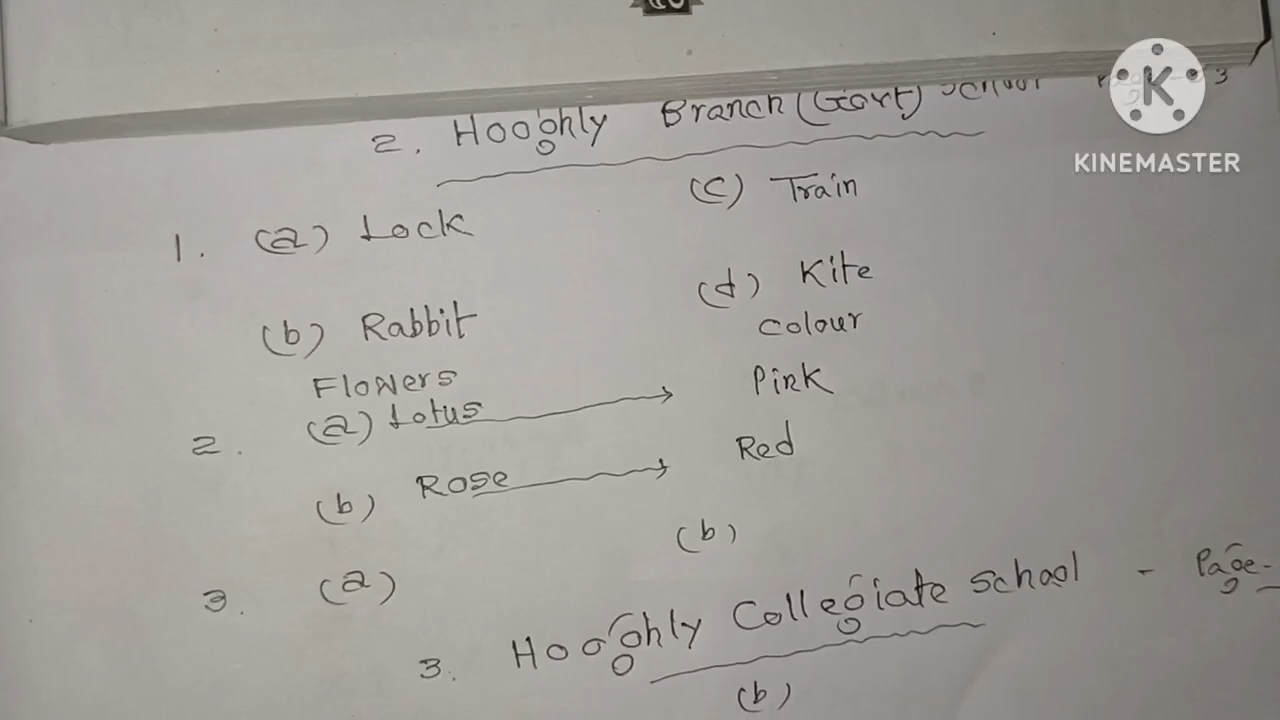 2. Hooghly Branch (Govt) School
1. (a) Lock (c) Train
(b) Rabbit (d) Kite
Flowers colour
2. (a) Lotus → Pink
(b) Rose → Red
3. (a) (b)
3. Hooghly Collegiate School - Page-
(b)
KINEMASTER